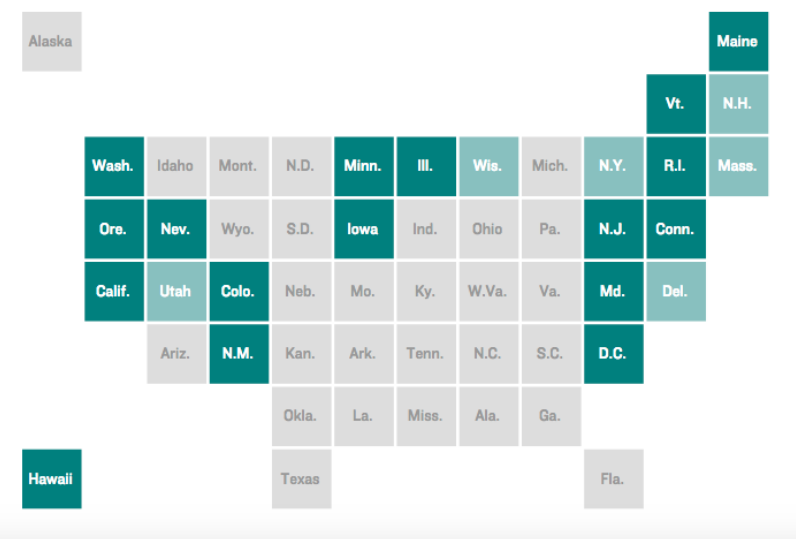 Alaska Maine
Vt. N.H.
Wash. Idaho Mont. N.D. Minn. Ill. Wis. Mich. N.Y. R.I. Mass.
Ore. Nev. Wyo. S.D. Iowa Ind. Ohio Pa. N.J. Conn.
Calif. Utah Colo. Neb. Mo. Ky. W.Va. Va. Md. Del.
Ariz. N.M. Kan. Ark. Tenn. N.C. S.C. D.C.
Okla. La. Miss. Ala. Ga.
Hawaii Texas Fla.